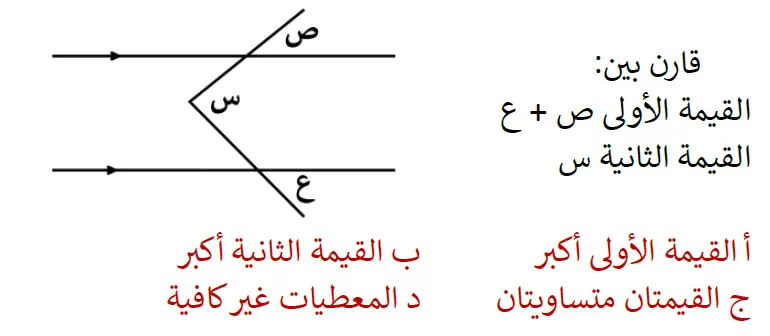 ص
س
ع
قارن بين:
القيمة الأولى ص + ع
القيمة الثانية س
أ القيمة الأولى أكبر
ب القيمة الثانية أكبر
ج القيمتان متساويتان
د المعطيات غير كافية